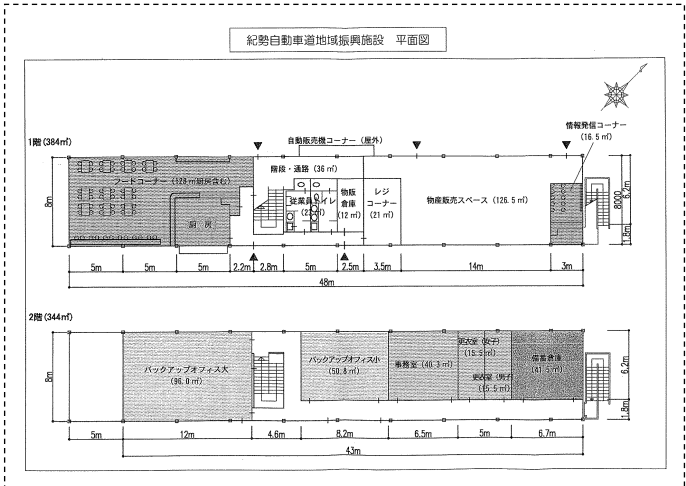 紀勢自動車道地域振興施設 平面図
情報発信コーナー
(16.5㎡)
1階(384㎡)
自動販売機コーナー(屋外)
階段・通路(36㎡)
フードコーナー(128㎡厨房含む)
厨房
従業員トイレ
物販
倉庫
(12㎡)
レジ
コーナー
(21㎡)
物産販売スペース(126.5㎡)
8m
8000
6.2m
1.8m
5m
5m
5m
2.2m
2.8m
5m
2.5m
3.5m
14m
3m
48m
2階(344㎡)
バックアップオフィス大
(96.0㎡)
バックアップオフィス小
(50.8㎡)
事務室(40.3㎡)
更衣室(女子)
(15.5㎡)
更衣室(男子)
(15.5㎡)
備蓄倉庫
(41.5㎡)
8m
6.2m
1.8m
5m
12m
4.6m
8.2m
6.5m
5m
6.7m
43m